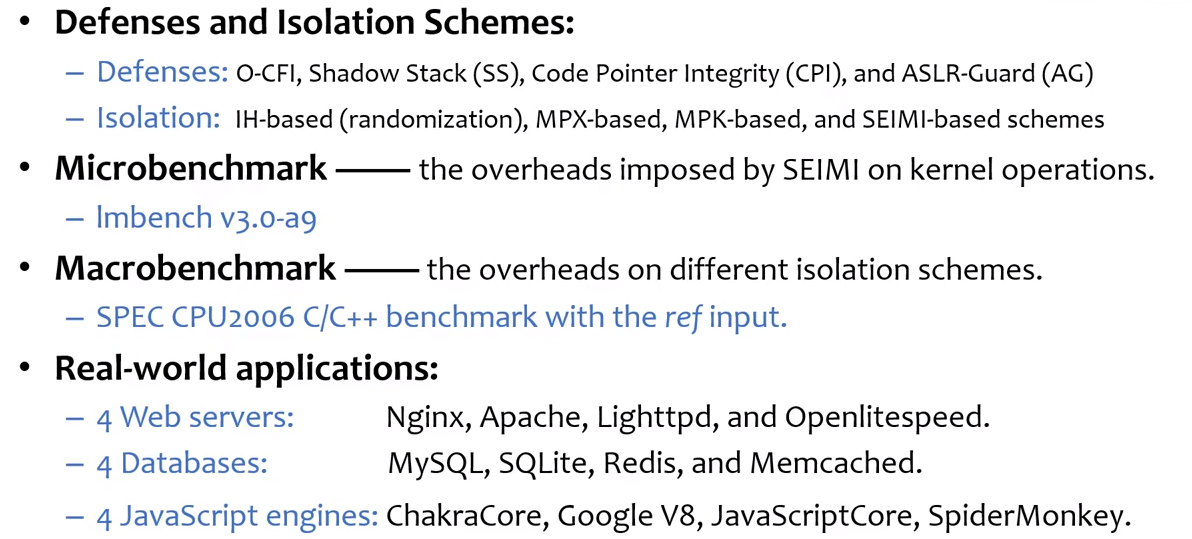 • Defenses and Isolation Schemes:
– Defenses: O-CFI, Shadow Stack (SS), Code Pointer Integrity (CPI), and ASLR-Guard (AG)
– Isolation: IH-based (randomization), MPX-based, MPK-based, and SEIMI-based schemes
• Microbenchmark —— the overheads imposed by SEIMI on kernel operations.
– lmbench v3.0-a9
• Macrobenchmark —— the overheads on different isolation schemes.
– SPEC CPU2006 C/C++ benchmark with the ref input.
• Real-world applications:
– 4 Web servers: Nginx, Apache, Lighttpd, and Openlitespeed.
– 4 Databases: MySQL, SQLite, Redis, and Memcached.
– 4 JavaScript engines: ChakraCore, Google V8, JavaScriptCore, SpiderMonkey.